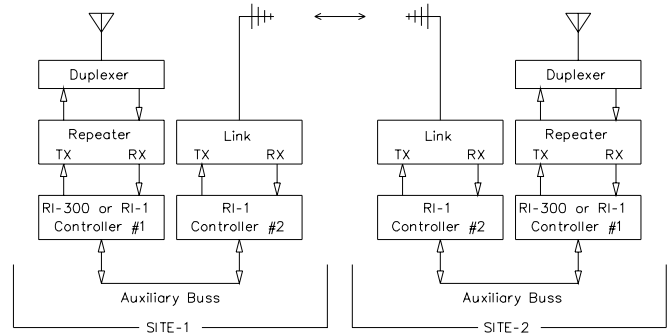 Duplexer
Repeater
TX RX
RI-300 or RI-1
Controller #1
Link
TX RX
RI-1
Controller #2
Auxiliary Buss
SITE-1
Link
TX RX
RI-1
Controller #2
Duplexer
Repeater
TX RX
RI-300 or RI-1
Controller #1
Auxiliary Buss
SITE-2